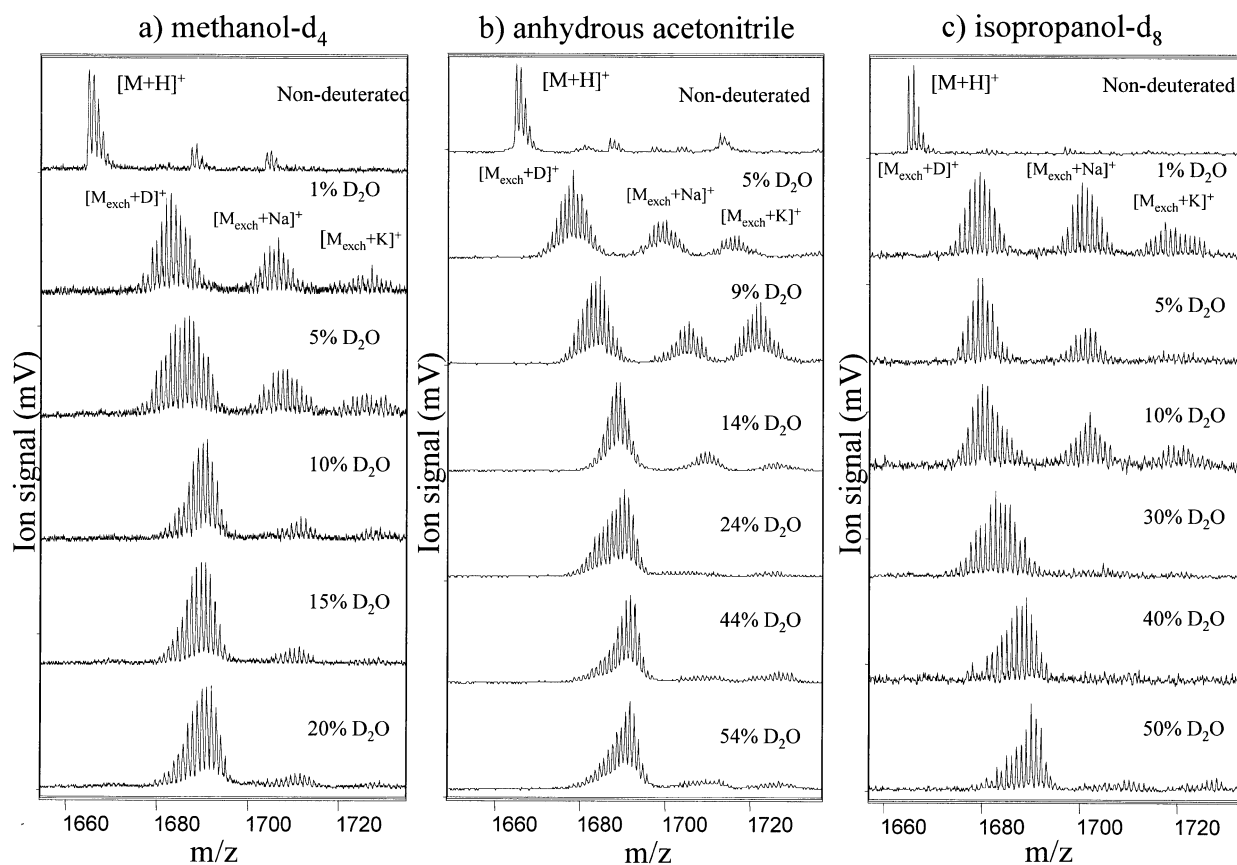 a) methanol-d4
[M+H]+
Non-deuterated
1% D2O
[Mexch+D]+
[Mexch+Na]+
[Mexch+K]+
5% D2O
10% D2O
15% D2O
20% D2O
Ion signal (mV)
1660 1680 1700 1720
m/z
b) anhydrous acetonitrile
[M+H]+
Non-deuterated
[Mexch+D]+
5% D2O
[Mexch+Na]+
[Mexch+K]+
9% D2O
14% D2O
24% D2O
44% D2O
54% D2O
Ion signal (mV)
1660 1680 1700 1720
m/z
c) isopropanol-d8
[M+H]+
Non-deuterated
[Mexch+D]+
[Mexch+Na]+
1% D2O
[Mexch+K]+
5% D2O
10% D2O
30% D2O
40% D2O
50% D2O
Ion signal (mV)
1660 1680 1700 1720
m/z